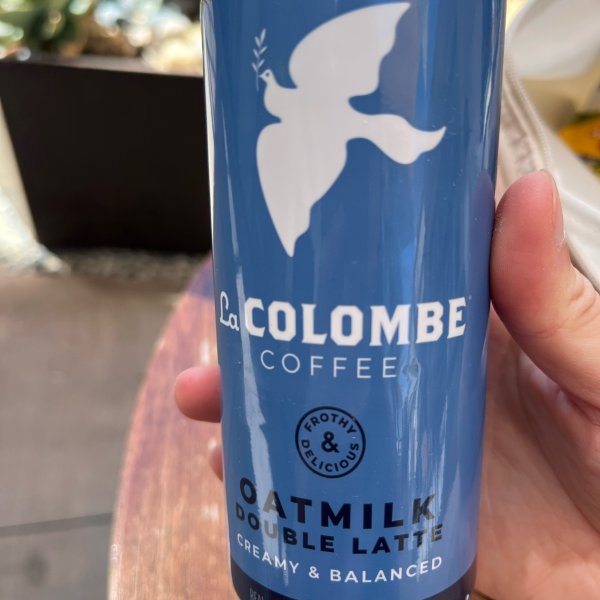 La COLOMBE
COFFEE
FROTHY
&
DELICIOUS
OATMILK
DOUBLE LATTE
CREAMY & BALANCED